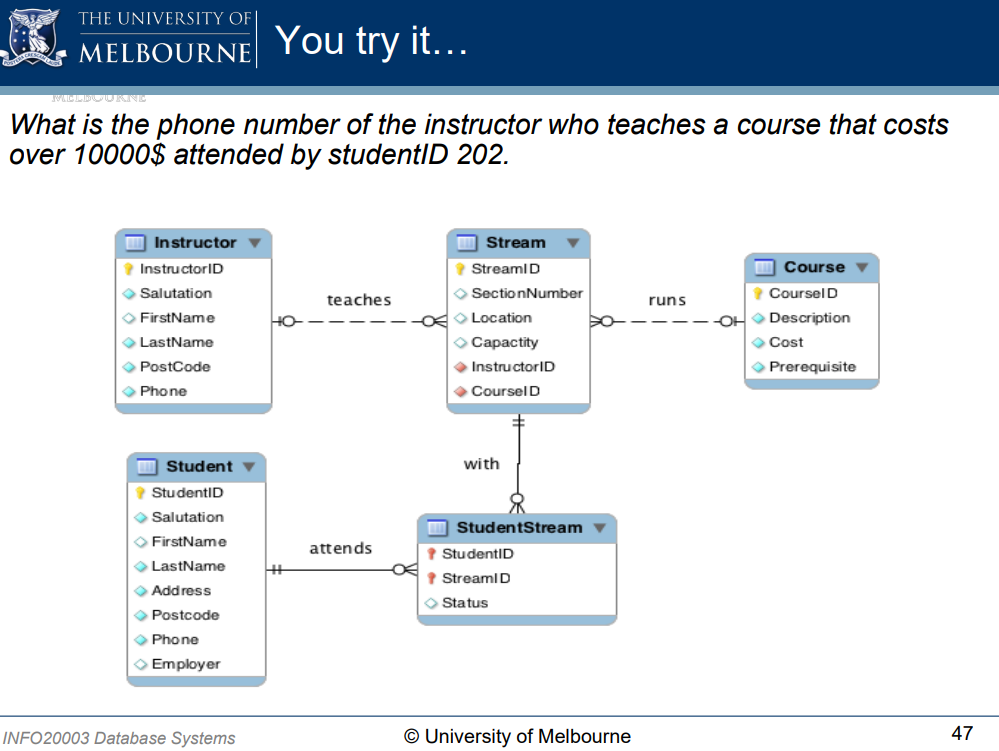 THE UNIVERSITY OF
MELBOURNE
You try it...
MELBOURNE
What is the phone number of the instructor who teaches a course that costs
over 10000$ attended by studentID 202.
Instructor
InstructorID
Salutation
FirstName
LastName
PostCode
Phone
teaches
Stream
StreamID
SectionNumber
Location
Capactity
InstructorID
CourseID
runs
Course
CourseID
Description
Cost
Prerequisite
with
Student
StudentID
Salutation
FirstName
LastName
Address
Postcode
Phone
Employer
attends
StudentStream
StudentID
StreamID
Status
INFO20003 Database Systems
© University of Melbourne
47